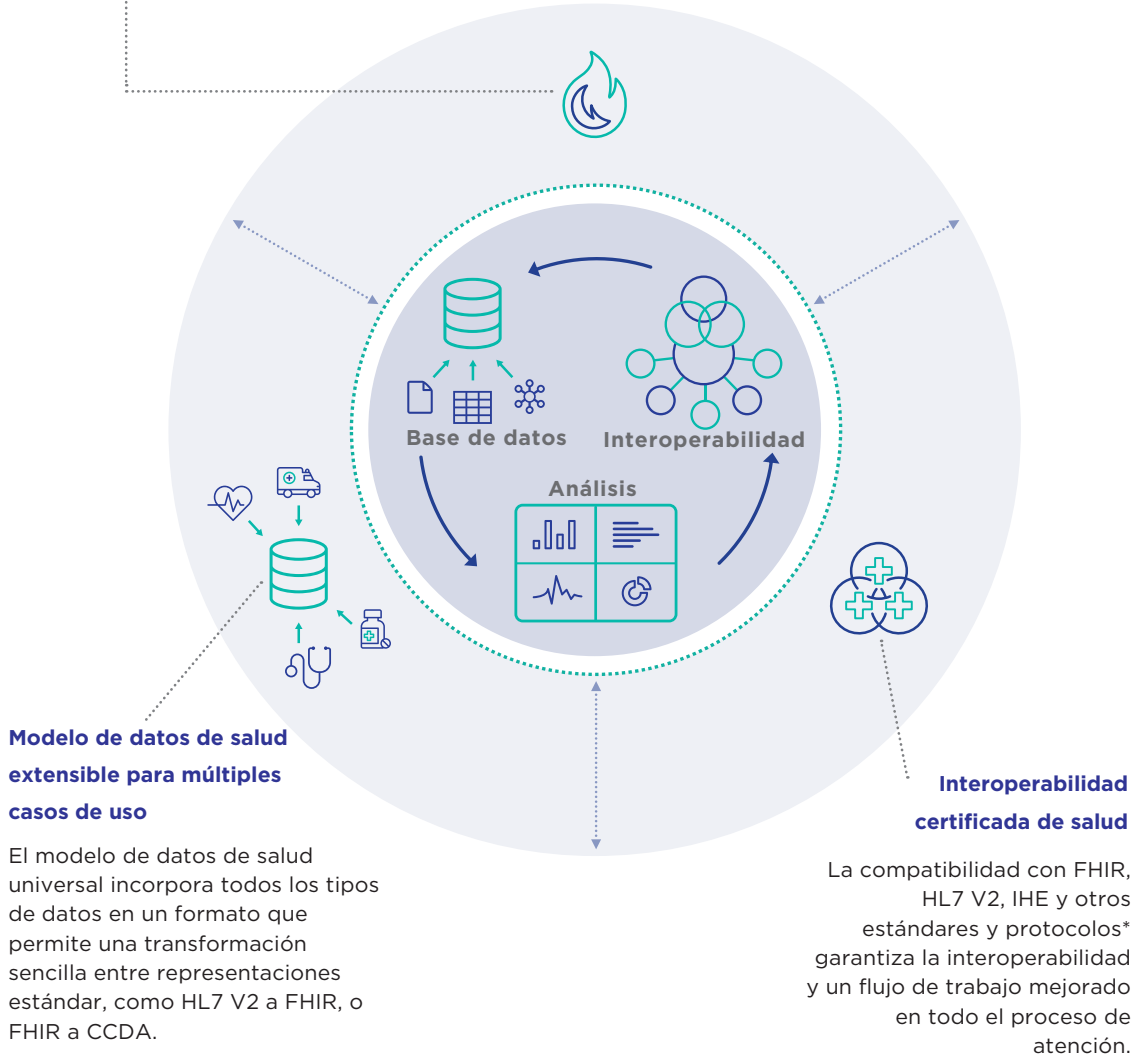 Base de datos
Interoperabilidad
Análisis
Modelo de datos de salud
extensible para múltiples
casos de uso
El modelo de datos de salud
universal incorpora todos los tipos
de datos en un formato que
permite una transformación
sencilla entre representaciones
estándar, como HL7 V2 a FHIR, o
FHIR a CCDA.
Interoperabilidad
certificada de salud
La compatibilidad con FHIR,
HL7 V2, IHE y otros
estándares y protocolos*
garantiza la interoperabilidad
y un flujo de trabajo mejorado
en todo el proceso de
atención.